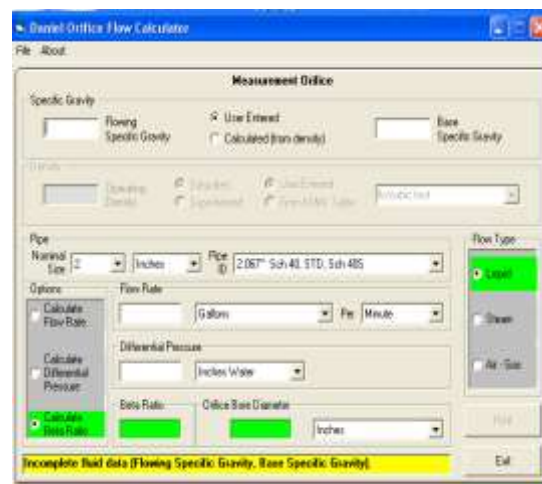 Daniel Orifice Flow Calculator
File About
Measurement Orifice
Specific Gravity
Flowing Specific Gravity
User Entered
Calculated (from density)
Base Specific Gravity
Density
Operating Density
Saturated
Superheated
User Entered
Pipe
Nominal Size 2 Inches Pipe ID 2.067" Sch 40, STD, Sch 40S
Flow Type
Liquid
Steam
Air - Gas
Options
Calculate Flow Rate
Calculate Differential Pressure
Calculate Beta Ratio
Flow Rate
Gallons Per Minute
Differential Pressure
Inches Water
Beta Ratio
Orifice Bore Diameter
Inches
Print
Exit
Incomplete fluid data (Flowing Specific Gravity, Base Specific Gravity)